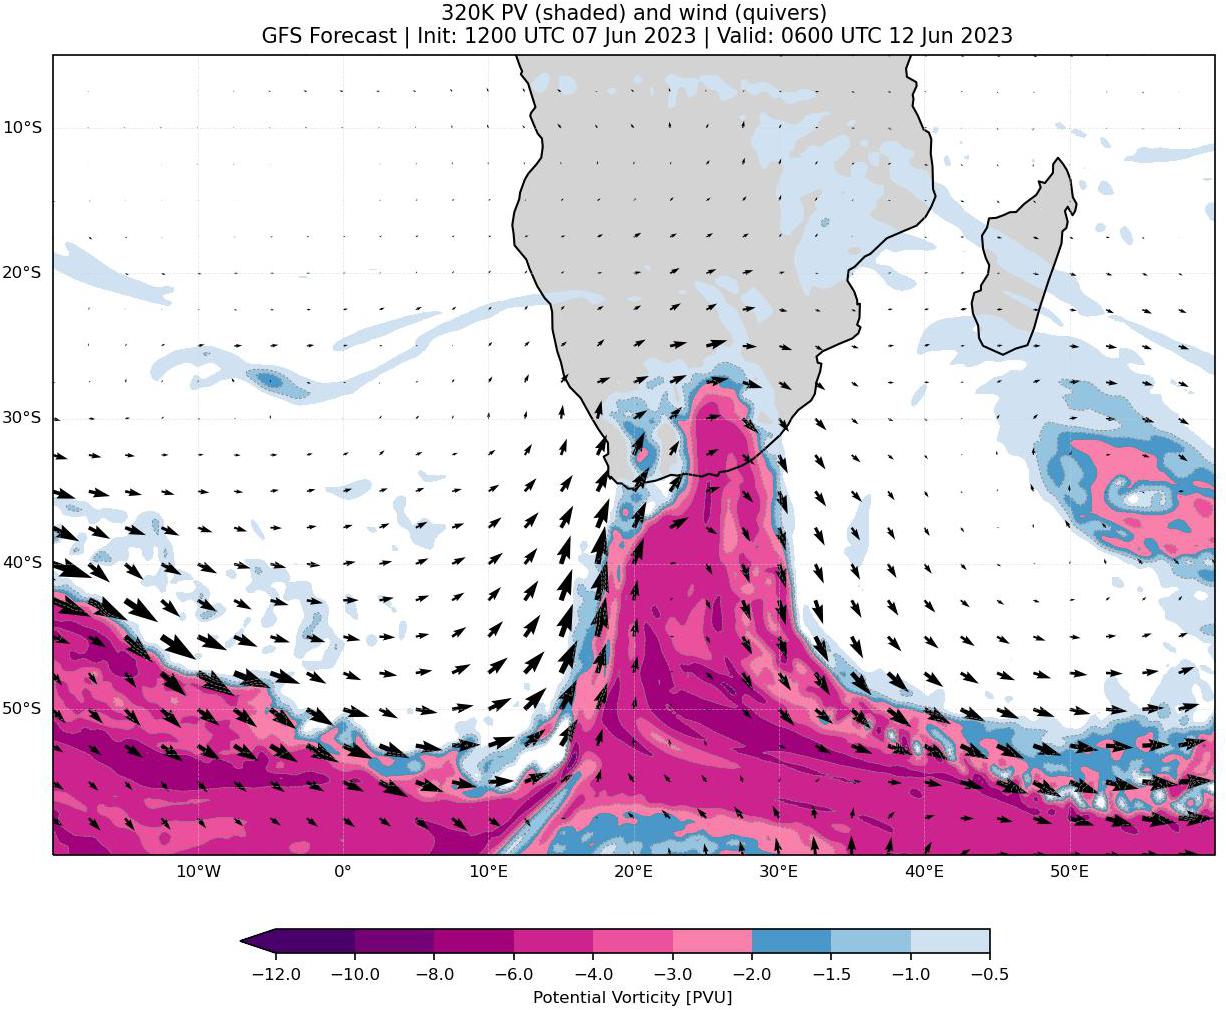 320K PV (shaded) and wind (quivers)
GFS Forecast | Init: 1200 UTC 07 Jun 2023 | Valid: 0600 UTC 12 Jun 2023
10°S
20°S
30°S
40°S
50°S
10°W 0° 10°E 20°E 30°E 40°E 50°E
−12.0 −10.0 −8.0 −6.0 −4.0 −3.0 −2.0 −1.5 −1.0 −0.5
Potential Vorticity [PVU]